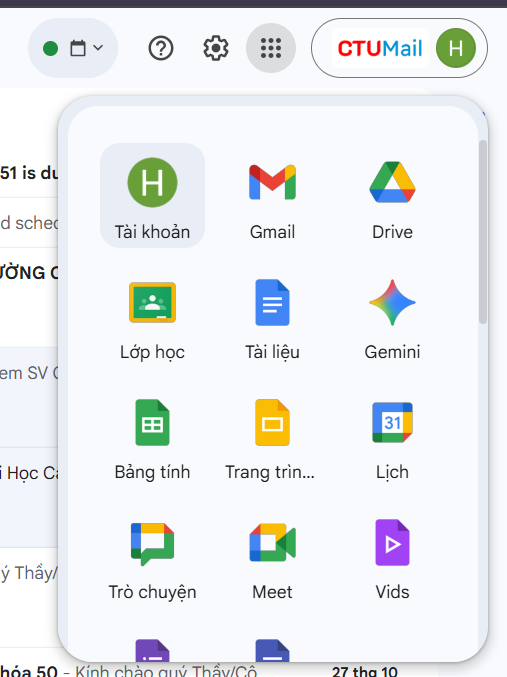 CTUMail H
51 is du
d sched
ƯỜNG C
em SV
i Học Cá
ý Thầy/
H
Tài khoản
Gmail
Drive
Lớp học
Tài liệu
Gemini
31
Bảng tính
Trang trìn...
Lịch
Trò chuyện
Meet
Vids
hóa 50 - Kính chào quý Thầy/Cô
27 thg 10